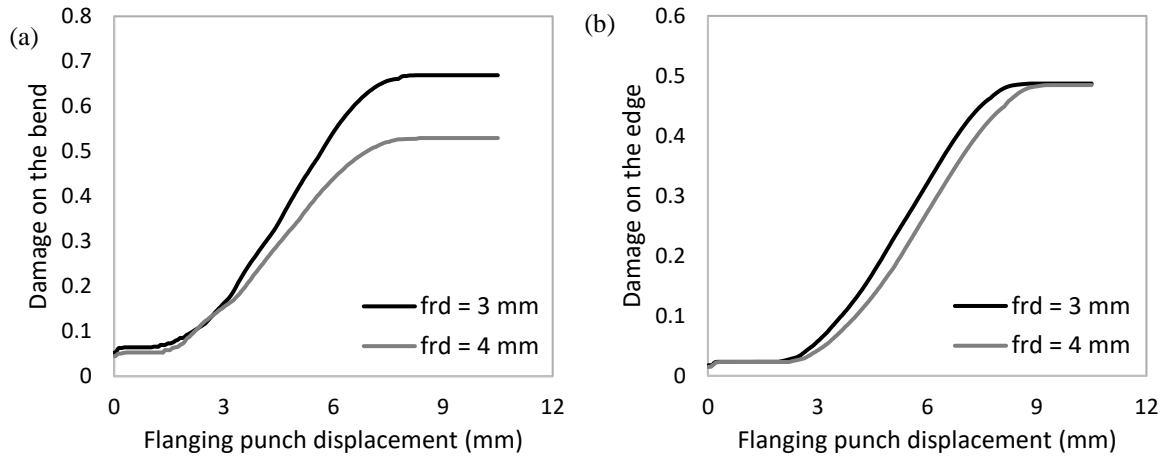 (a)
Damage on the bend
0.8
0.7
0.6
0.5
0.4
0.3
0.2
0.1
0
frd = 3 mm
frd = 4 mm
0 3 6 9 12
Flanging punch displacement (mm)
(b)
Damage on the edge
0.6
0.5
0.4
0.3
0.2
0.1
0
frd = 3 mm
frd = 4 mm
0 3 6 9 12
Flanging punch displacement (mm)